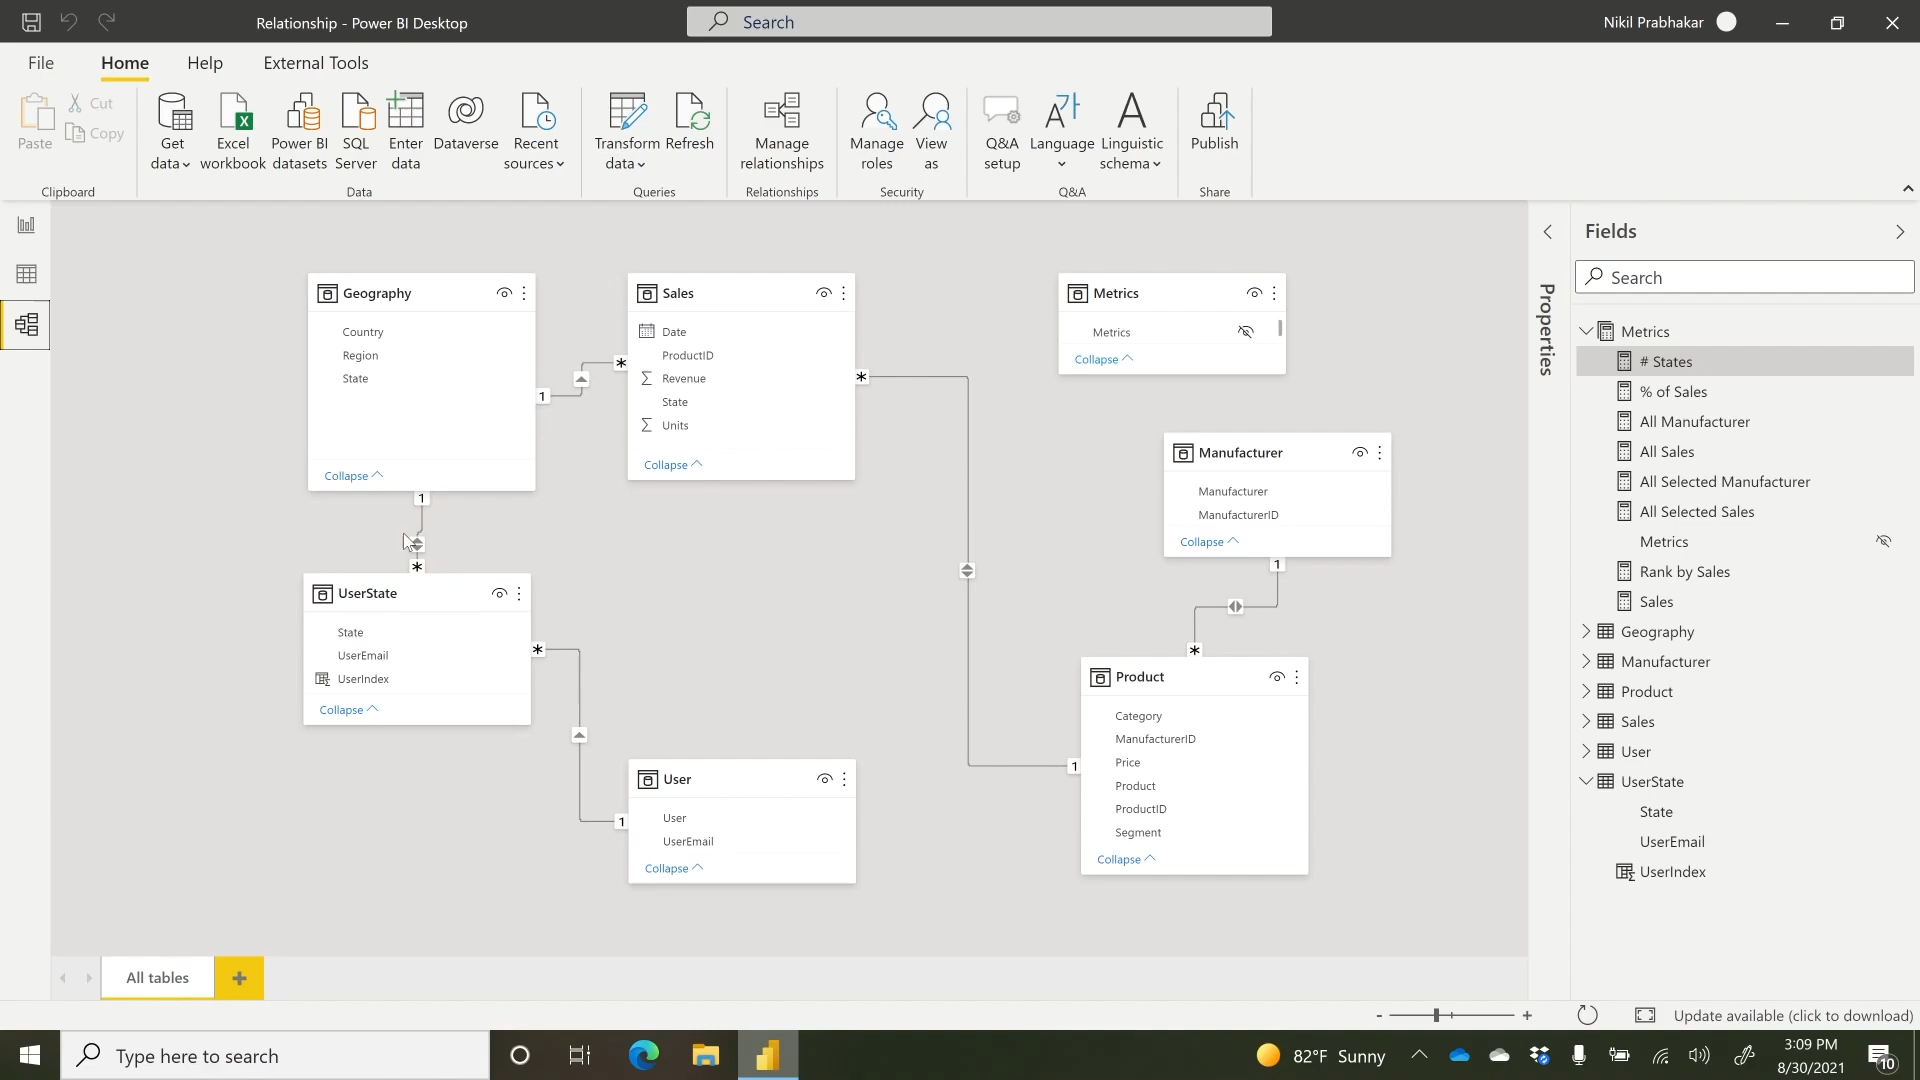 Relationship - Power BI Desktop
Search
Nikil Prabhakar
File
Home
Help
External Tools
Paste
Cut
Copy
Get data
Excel workbook
Power BI datasets
SQL Server
Enter data
Dataverse
Recent sources
Transform data
Refresh
Manage relationships
Manage roles
View as
Q&A setup
Language
Linguistic schema
Publish
Clipboard
Data
Queries
Relationships
Security
Q&A
Share
Geography
Country
Region
State
Collapse
1
*
1
Sales
Date
ProductID
Revenue
State
Units
Collapse
*
Metrics
Metrics
Collapse
Manufacturer
Manufacturer
ManufacturerID
Collapse
1
*
*
UserState
State
UserEmail
UserIndex
Collapse
*
1
User
User
UserEmail
Collapse
1
Product
Category
ManufacturerID
Price
Product
ProductID
Segment
Collapse
Properties
Fields
Search
Metrics
# States
% of Sales
All Manufacturer
All Sales
All Selected Manufacturer
All Selected Sales
Metrics
Rank by Sales
Sales
Geography
Manufacturer
Product
Sales
User
UserState
State
UserEmail
UserIndex
All tables
+
- +
Update available (click to download)
Type here to search
82°F Sunny
3:09 PM
8/30/2021
10